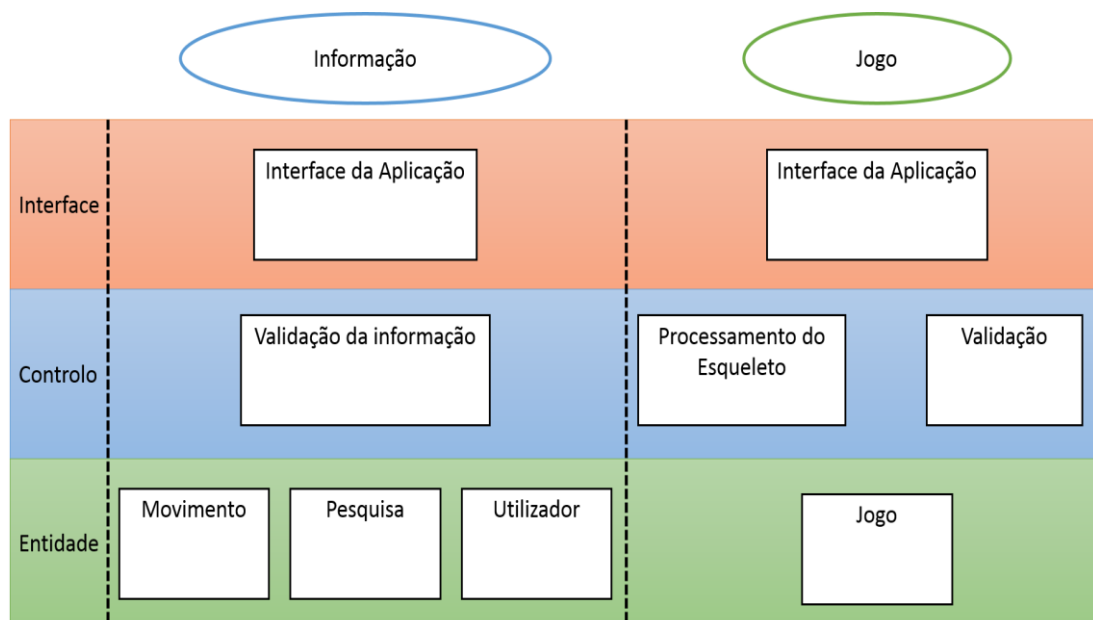 Informação
Jogo
Interface
Interface da Aplicação
Interface da Aplicação
Controlo
Validação da informação
Processamento do
Esqueleto
Validação
Entidade
Movimento
Pesquisa
Utilizador
Jogo